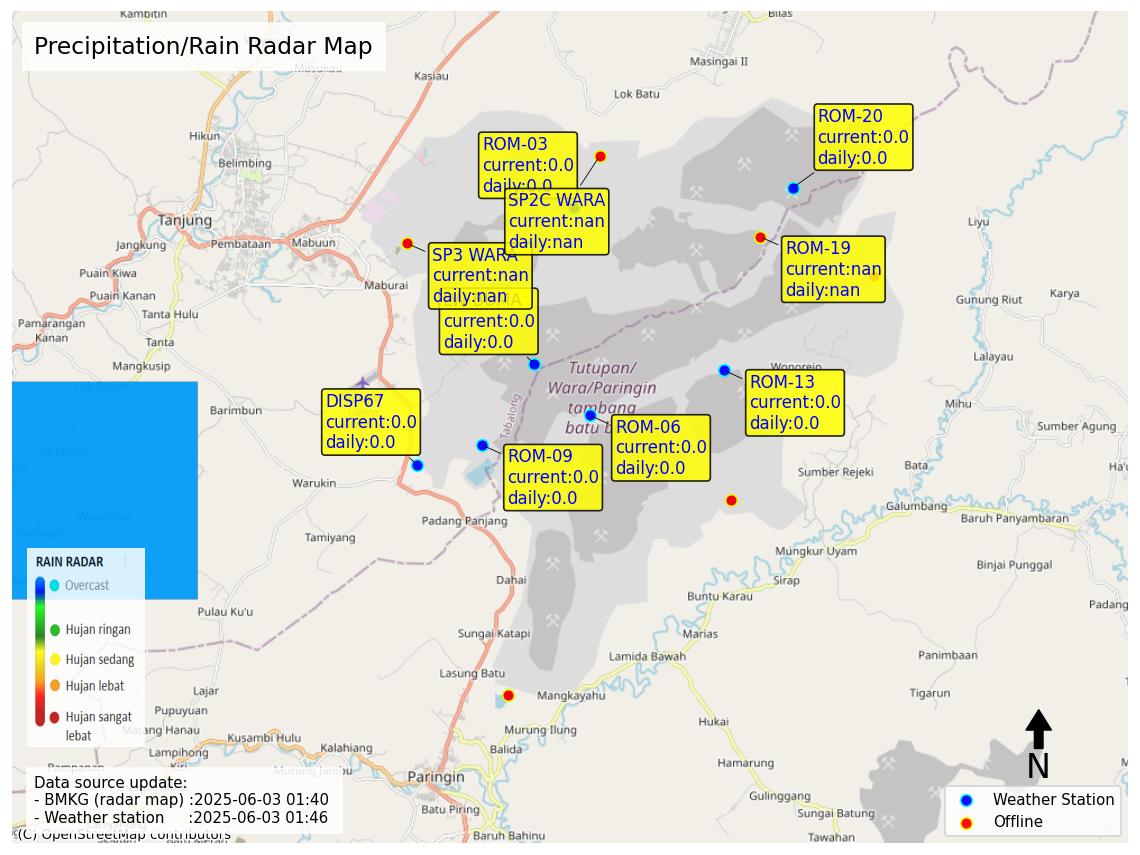 Kambitin
Bilas
Precipitation/Rain Radar Map
Masukau
Kasiau
Masingai II
Lok Batu
Hikun
Belimbing
ROM-03
current:0.0
daily:0.0
ROM-20
current:0.0
daily:0.0
SP2C WARA
current:nan
daily:nan
Tanjung
Jangkung
Pembataan
Mabuun
Liyu
SP3 WARA
current:nan
daily:nan
ROM-19
current:nan
daily:nan
Puain Kiwa
Puain Kanan
Maburai
Tanta Hulu
Gunung Riut
Karya
current:0.0
daily:0.0
Pamarangan
Kanan
Tanta
Mangkusip
Lalayau
Tutupan/
Wara/Paringin
tambang
batu b
Wonorejo
ROM-13
current:0.0
daily:0.0
Tabalong
Barimbun
DISP67
current:0.0
daily:0.0
ROM-06
current:0.0
daily:0.0
Mihu
Sumber Agung
ROM-09
current:0.0
daily:0.0
Padangin
Warukin
Sumber Rejeki
Bata
Galumbang
Baruh Panyambaran
Walangkir
Padangin
Padang Panjang
Tamiyang
Mungkur Uyam
Binjai Punggal
RAIN RADAR
Overcast
Hujan ringan
Hujan sedang
Hujan lebat
Hujan sangat
lebat
Dahai
Sirap
Buntu Karau
Padang
Pulau Ku'u
Sungai Katapi
Marias
Lamida Bawah
Panimbaan
Lasung Batu
Lajar
Mangkayahu
Tigarun
Pupuyuan
Matang Hanau
Kusambi Hulu
Murung Ilung
Hukai
Lampihong
Kalahiang
Balida
Hamarung
N
Murung Jambu
Paringin
Data source update:
- BMKG (radar map) :2025-06-03 01:40
- Weather station :2025-06-03 01:46
Gulinggang
Batu Piring
Sungai Batung
Weather Station
Offline
(C) OpenStreetMap contributors
Baruh Bahinu
Tawahan